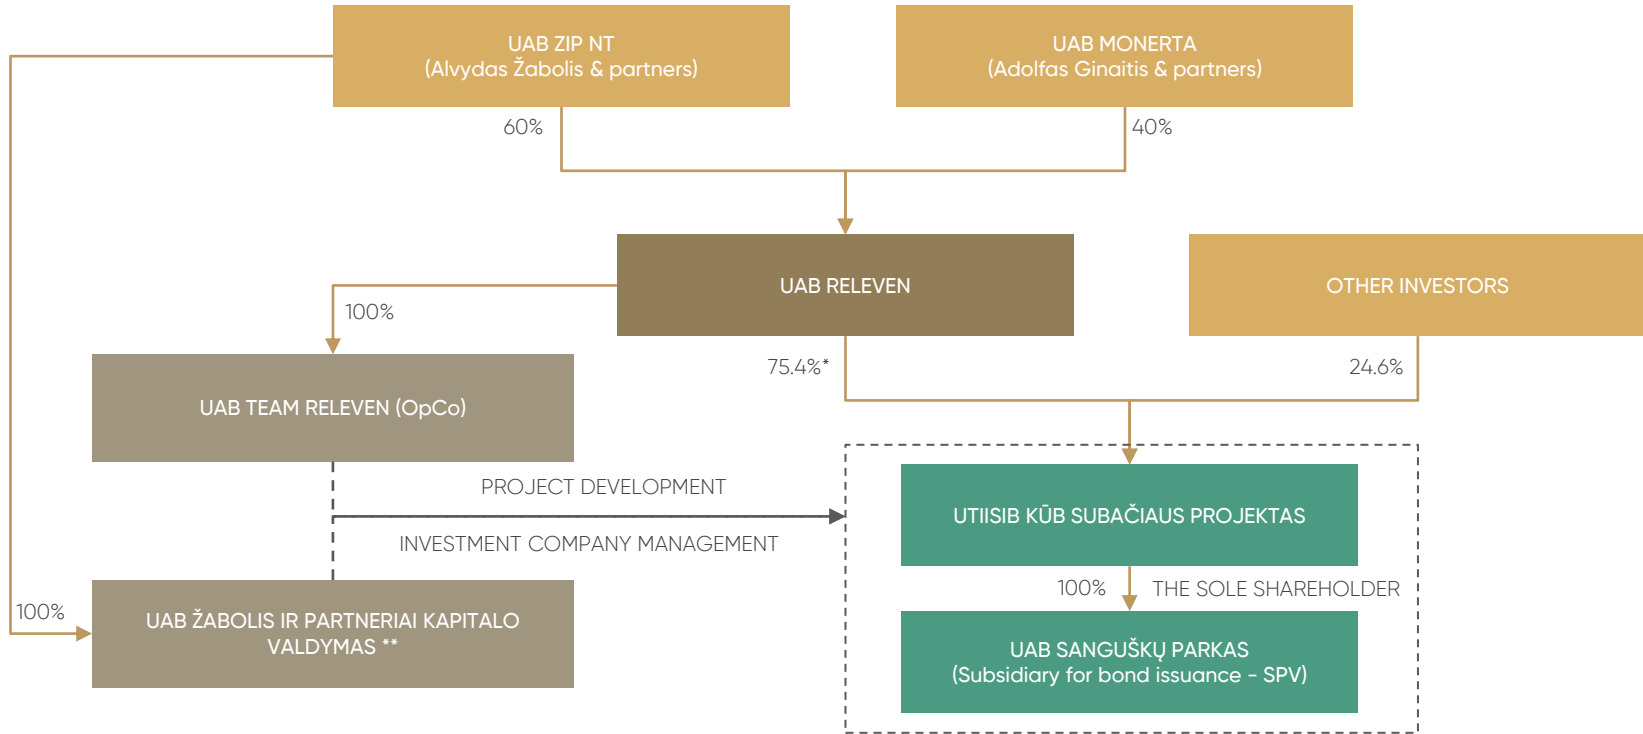 UAB ZIP NT
(Alvydas Žabolis & partners)
UAB MONERTA
(Adolfas Ginaitis & partners)
60%
40%
UAB RELEVEN
OTHER INVESTORS
100%
75.4%*
24.6%
UAB TEAM RELEVEN (OpCo)
PROJECT DEVELOPMENT
INVESTMENT COMPANY MANAGEMENT
UTIISIB KŪB SUBAČIAUS PROJEKTAS
100%
THE SOLE SHAREHOLDER
100%
UAB ŽABOLIS IR PARTNERIAI KAPITALO
VALDYMAS **
UAB SANGUŠKŲ PARKAS
(Subsidiary for bond issuance - SPV)